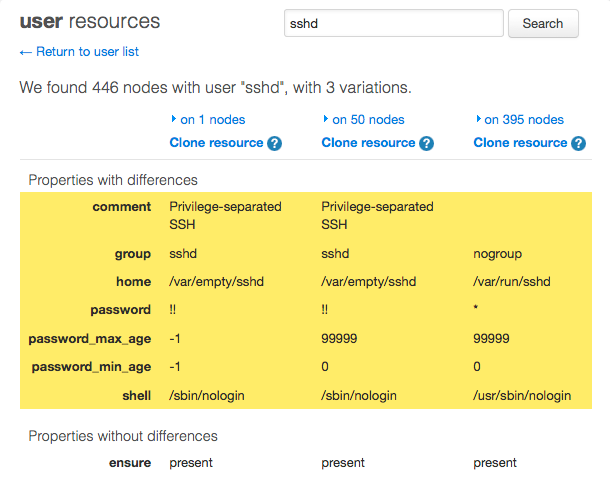 user resources
sshd
Search
← Return to user list
We found 446 nodes with user "sshd", with 3 variations.
on 1 nodes on 50 nodes on 395 nodes
Clone resource ? Clone resource ? Clone resource ?
Properties with differences
comment Privilege-separated Privilege-separated
SSH SSH
group sshd sshd nogroup
home /var/empty/sshd /var/empty/sshd /var/run/sshd
password !! !! *
password_max_age -1 99999 99999
password_min_age -1 0 0
shell /sbin/nologin /sbin/nologin /usr/sbin/nologin
Properties without differences
ensure present present present